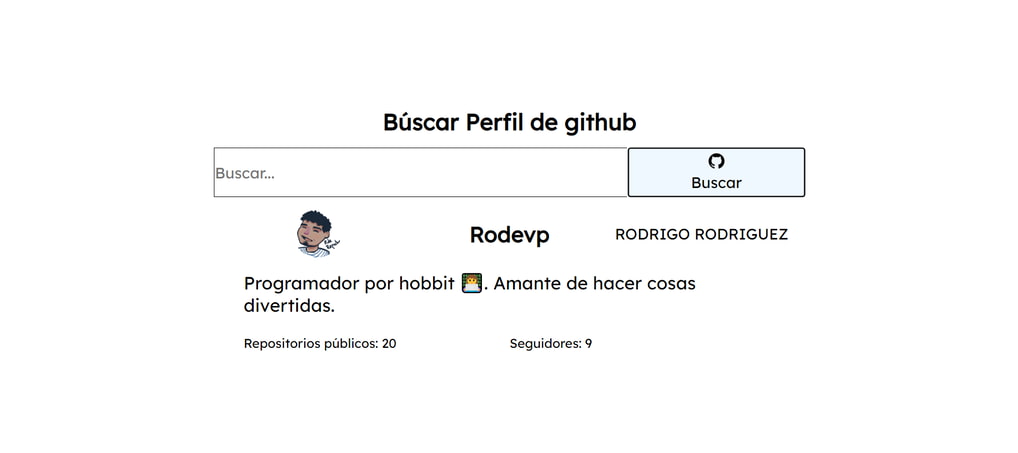 Búscar Perfil de github
Buscar...
Buscar
Rodevp
RODRIGO RODRIGUEZ
Programador por hobbit 👨‍💻. Amante de hacer cosas
divertidas.
Repositorios públicos: 20
Seguidores: 9